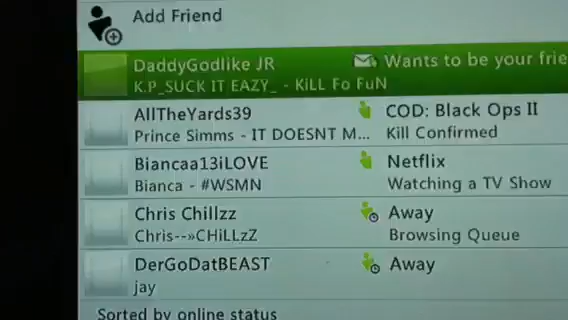 Add Friend
DaddyGodlike JR Wants to be your frie
K.P_SUCK IT EAZY_ - KiLL Fo FuN
AllTheYards39 COD: Black Ops II
Prince Simms - IT DOESNT M... Kill Confirmed
Biancaa13iLOVE Netflix
Bianca - #WSMN Watching a TV Show
Chris Chillzz Away
Chris--->CHiLLzZ Browsing Queue
DerGoDatBEAST Away
jay
Sorted by online status